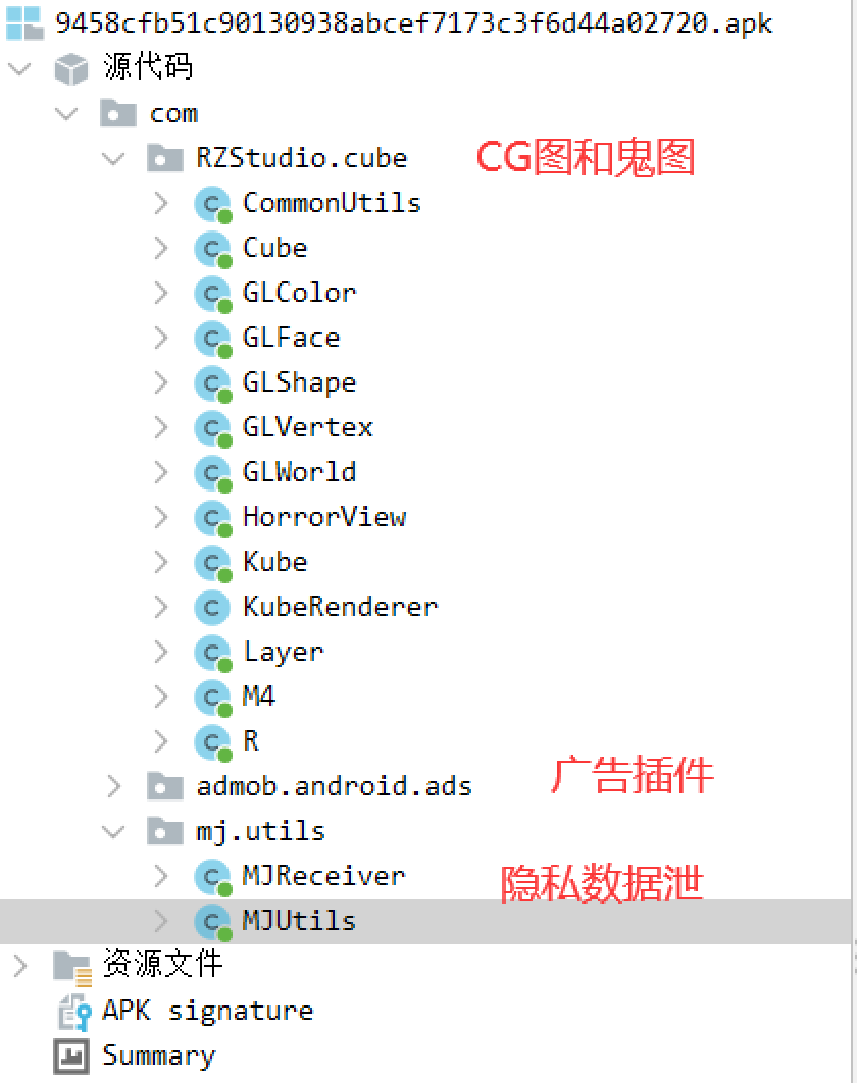 9458cfb51c90130938abcef7173c3f6d44a02720.apk
源代码
com
RZStudio.cube CG图和鬼图
CommonUtils
Cube
GLColor
GLFace
GLShape
GLVertex
GLWorld
HorrorView
Kube
KubeRenderer
Layer
M4
R
admob.android.ads 广告插件
mj.utils
MJReceiver 隐私数据泄
MJUtils
资源文件
APK signature
Summary